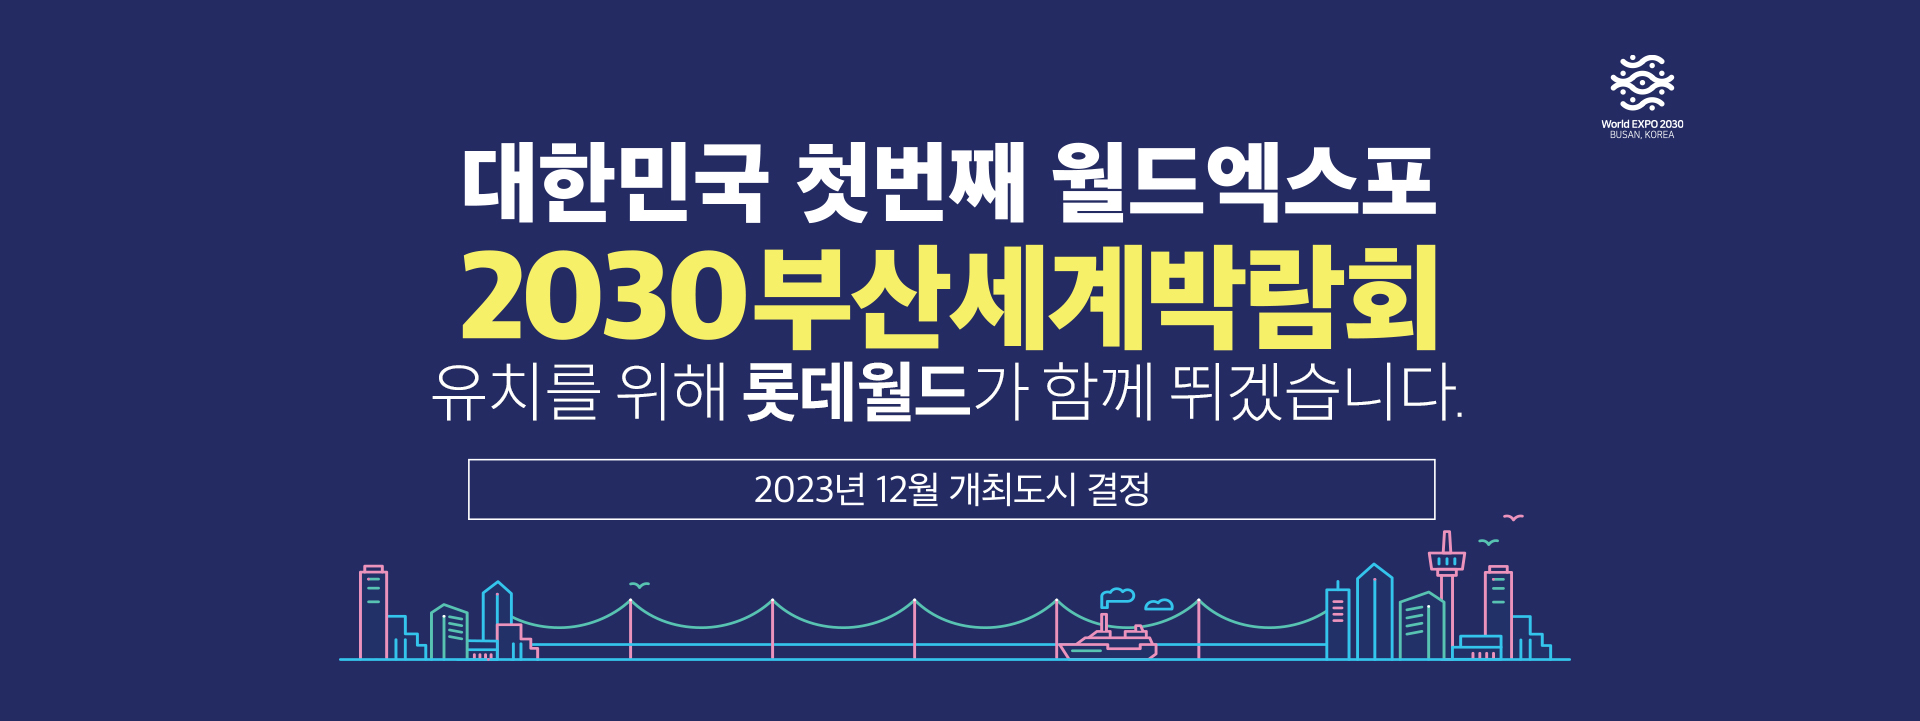 World EXPO 2030
BUSAN, KOREA
대한민국 첫번째 월드엑스포
2030부산세계박람회
유치를 위해 롯데월드가 함께 뛰겠습니다.
2023년 12월 개최도시 결정